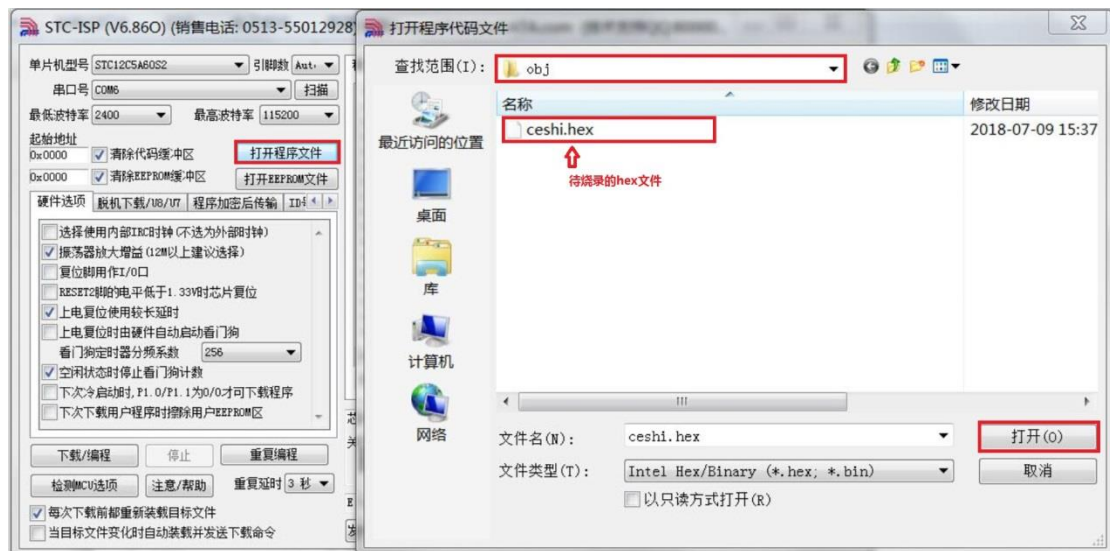 STC-ISP (V6.86O) (销售电话: 0513-55012928)
单片机型号 STC12C5A60S2 引脚数 Aut
串口号 COM6 扫描
最低波特率 2400 最高波特率 115200
起始地址
0x0000 清除代码缓冲区 打开程序文件
0x0000 清除EEPROM缓冲区 打开EEPROM文件
硬件选项 脱机下载/U8/U7 程序加密后传输
选择使用内部IRC时钟(不选为外部时钟)
振荡器放大增益(12M以上建议选择)
复位脚用作I/O口
RESET2脚的电平低于1.33V时芯片复位
上电复位使用较长延时
上电复位时由硬件自动启动看门狗
看门狗定时器分频系数 256
空闲状态时停止看门狗计数
下次冷启动时,P1.0/P1.1为0/0才可下载程序
下次下载用户程序时擦除用户EEPROM区
下载/编程 停止 重复编程
检测MCU选项 注意/帮助 重复延时 3 秒
每次下载前都重新装载目标文件
当目标文件变化时自动装载并发送下载命令
打开程序代码文件
查找范围(I): obj
名称 修改日期
ceshi.hex 2018-07-09 15:37
待烧录的hex文件
最近访问的位置
桌面
库
计算机
网络
文件名(N): ceshi.hex 打开(O)
文件类型(T): Intel Hex/Binary (*.hex; *.bin) 取消
以只读方式打开(R)